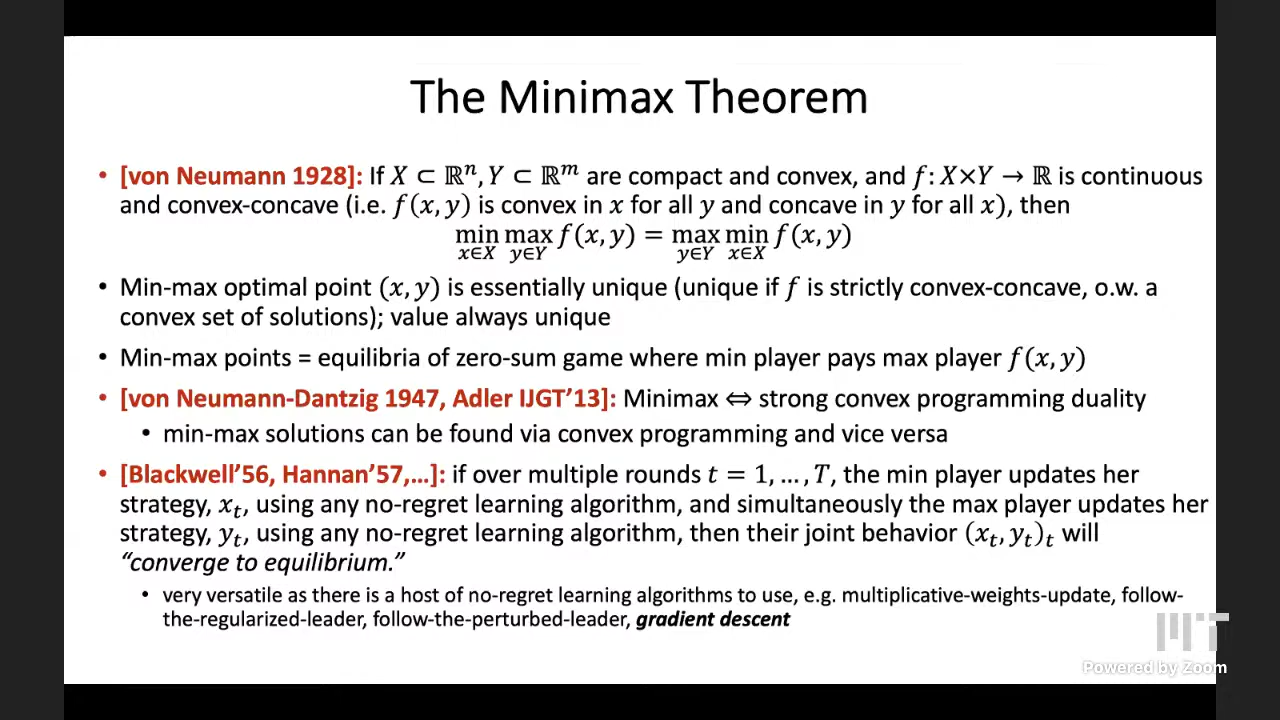 The Minimax Theorem
• [von Neumann 1928]: If X ⊂ ℝⁿ, Y ⊂ ℝᵐ are compact and convex, and f: X×Y → ℝ is continuous
and convex-concave (i.e. f(x, y) is convex in x for all y and concave in y for all x), then
min max f(x, y) = max min f(x, y)
x∈X y∈Y y∈Y x∈X
• Min-max optimal point (x, y) is essentially unique (unique if f is strictly convex-concave, o.w. a
convex set of solutions); value always unique
• Min-max points = equilibria of zero-sum game where min player pays max player f(x, y)
• [von Neumann-Dantzig 1947, Adler IJGT'13]: Minimax ⇔ strong convex programming duality
• min-max solutions can be found via convex programming and vice versa
• [Blackwell'56, Hannan'57,...]: if over multiple rounds t = 1, ..., T, the min player updates her
strategy, xₜ, using any no-regret learning algorithm, and simultaneously the max player updates her
strategy, yₜ, using any no-regret learning algorithm, then their joint behavior (xₜ, yₜ)ₜ will
"converge to equilibrium."
• very versatile as there is a host of no-regret learning algorithms to use, e.g. multiplicative-weights-update, follow-
the-regularized-leader, follow-the-perturbed-leader, gradient descent
MIT
Powered by Zoom